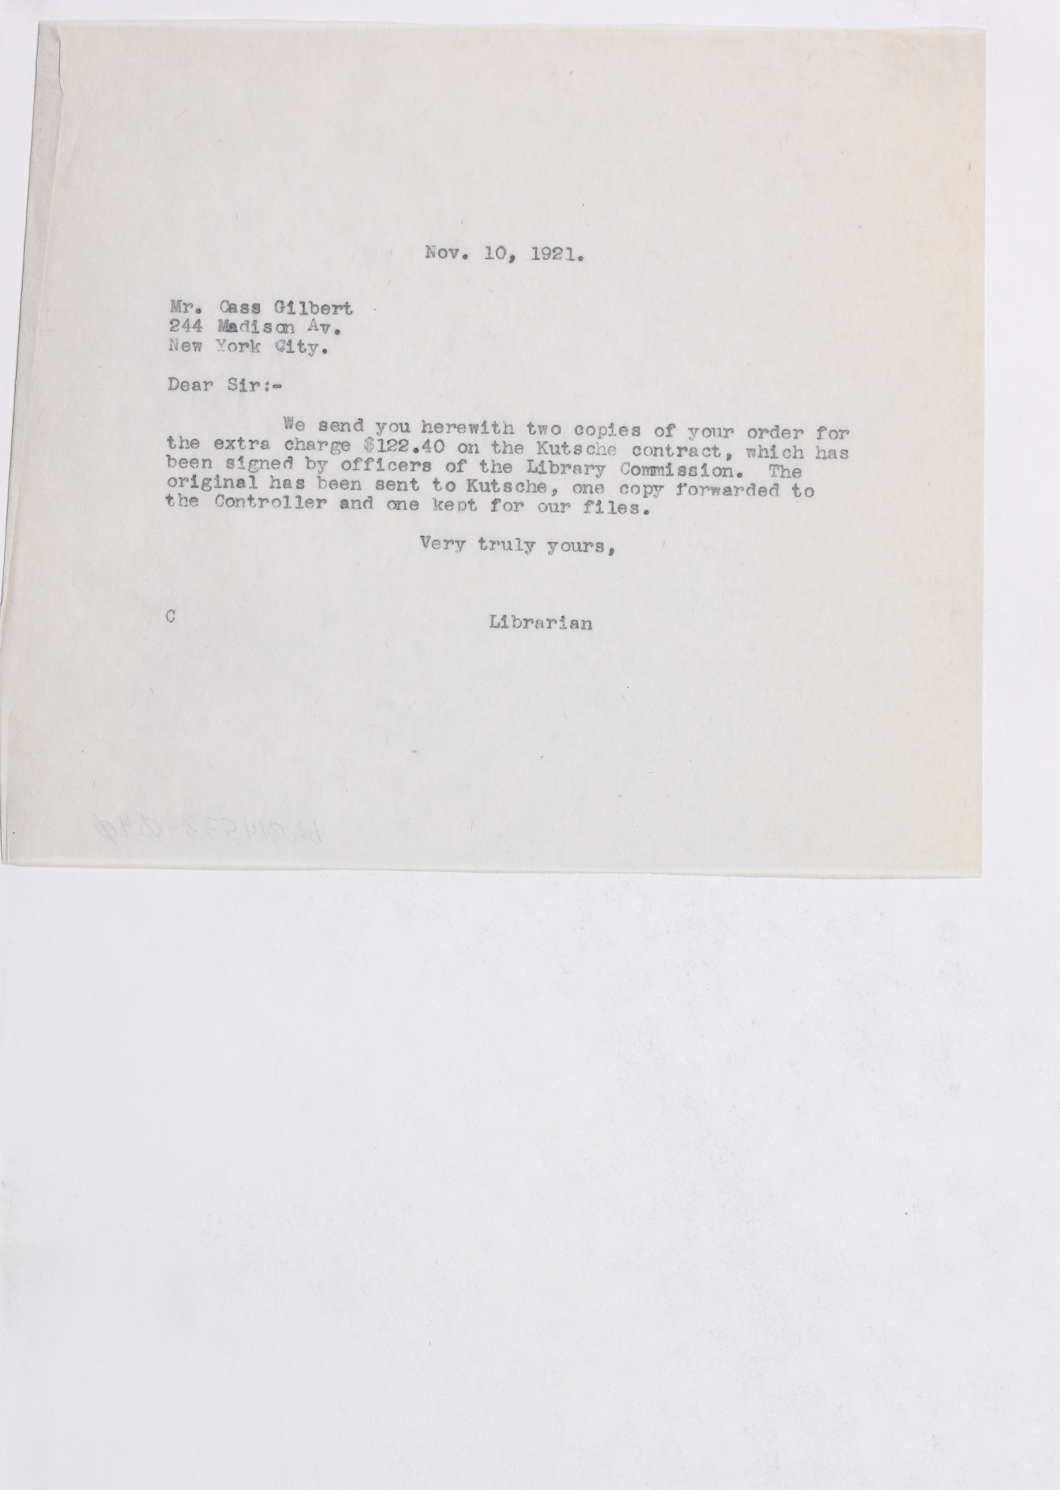 Nov. 10, 1921.
Mr. Cass Gilbert
244 Madison Av.
New York City.
Dear Sir:-
We send you herewith two copies of your order for
the extra charge $122.40 on the Kutsche contract, which has
been signed by officers of the Library Commission. The
original has been sent to Kutsche, one copy forwarded to
the Controller and one kept for our files.
Very truly yours,
C
Librarian